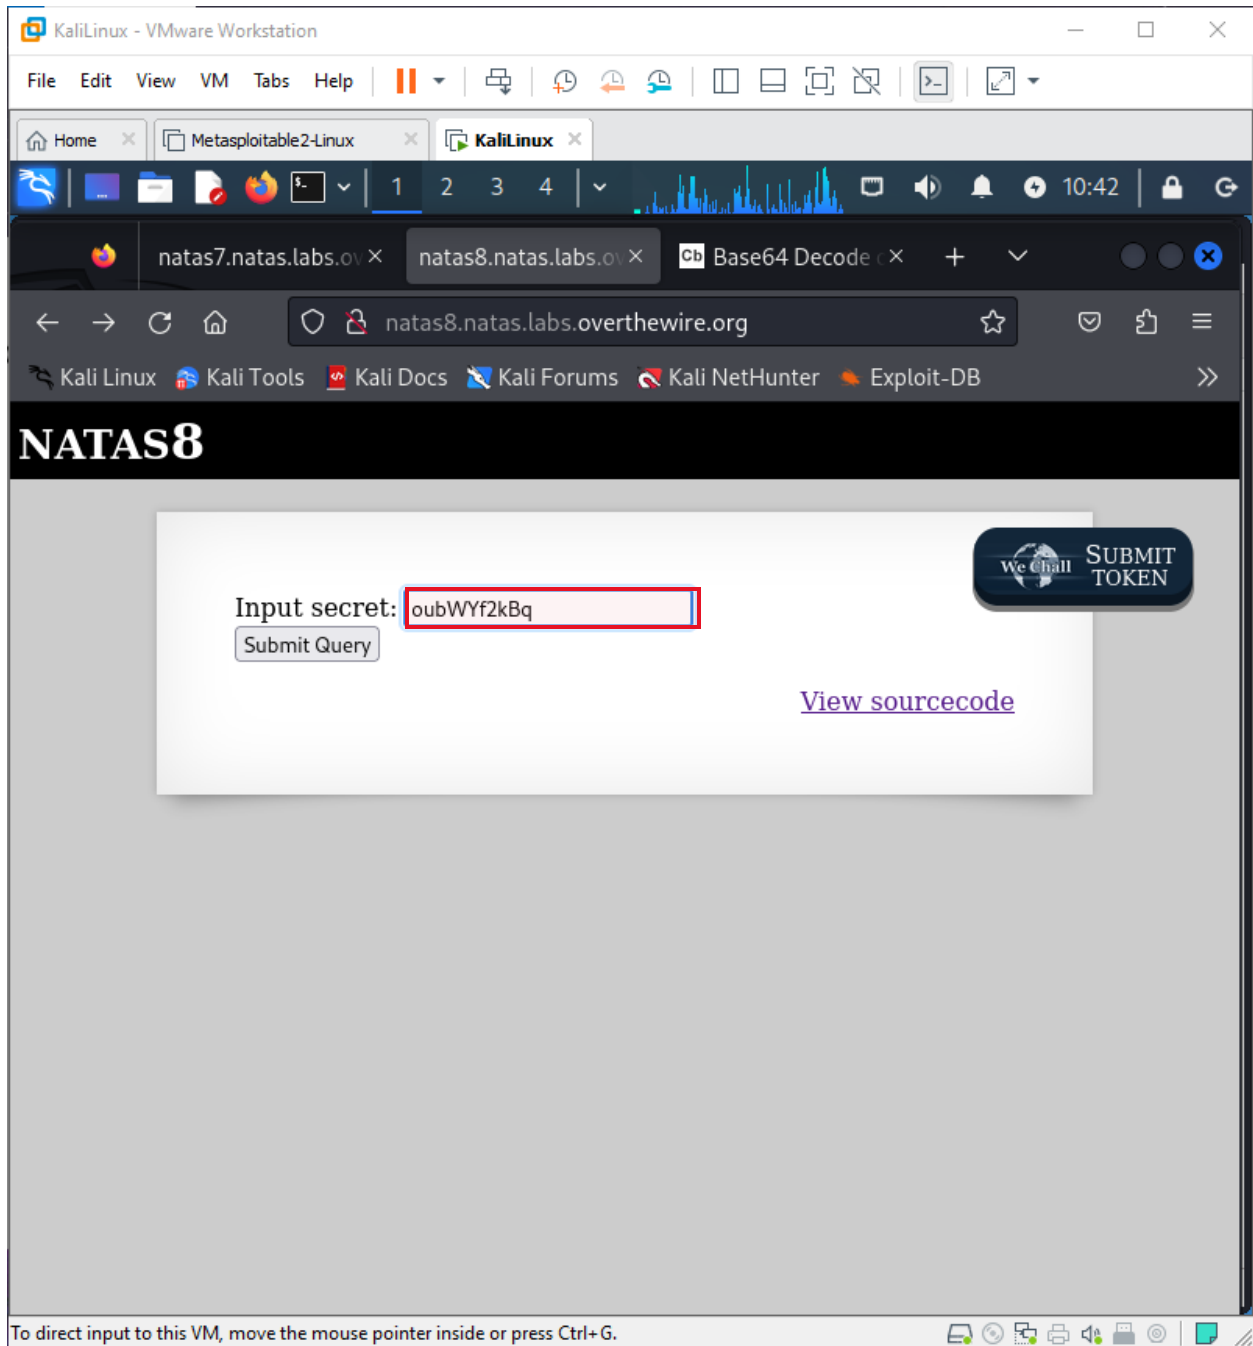 KaliLinux - VMware Workstation
File Edit View VM Tabs Help
Home Metasploitable2-Linux KaliLinux
1 2 3 4 10:42
natas7.natas.labs.ov natas8.natas.labs.ov Cb Base64 Decode
natas8.natas.labs.overthewire.org
Kali Linux Kali Tools Kali Docs Kali Forums Kali NetHunter Exploit-DB
NATAS8
We Chall SUBMIT TOKEN
Input secret: oubWYf2kBq
Submit Query
View sourcecode
To direct input to this VM, move the mouse pointer inside or press Ctrl+G.